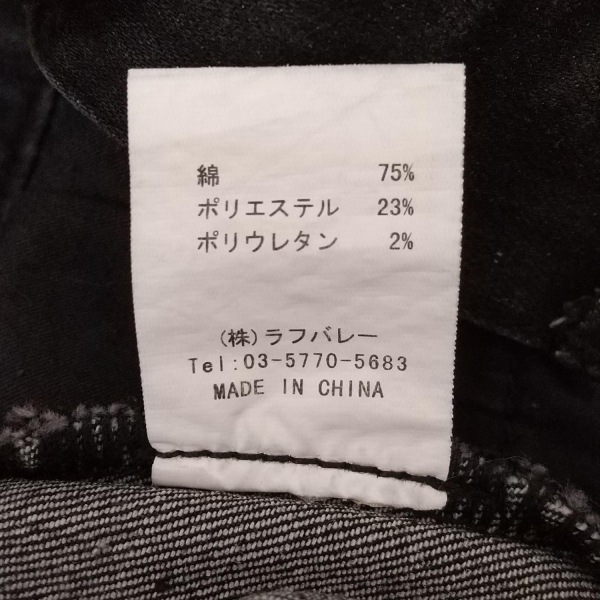 綿 75%
ポリエステル 23%
ポリウレタン 2%
(株)ラフバレー
Tel:03-5770-5683
MADE IN CHINA